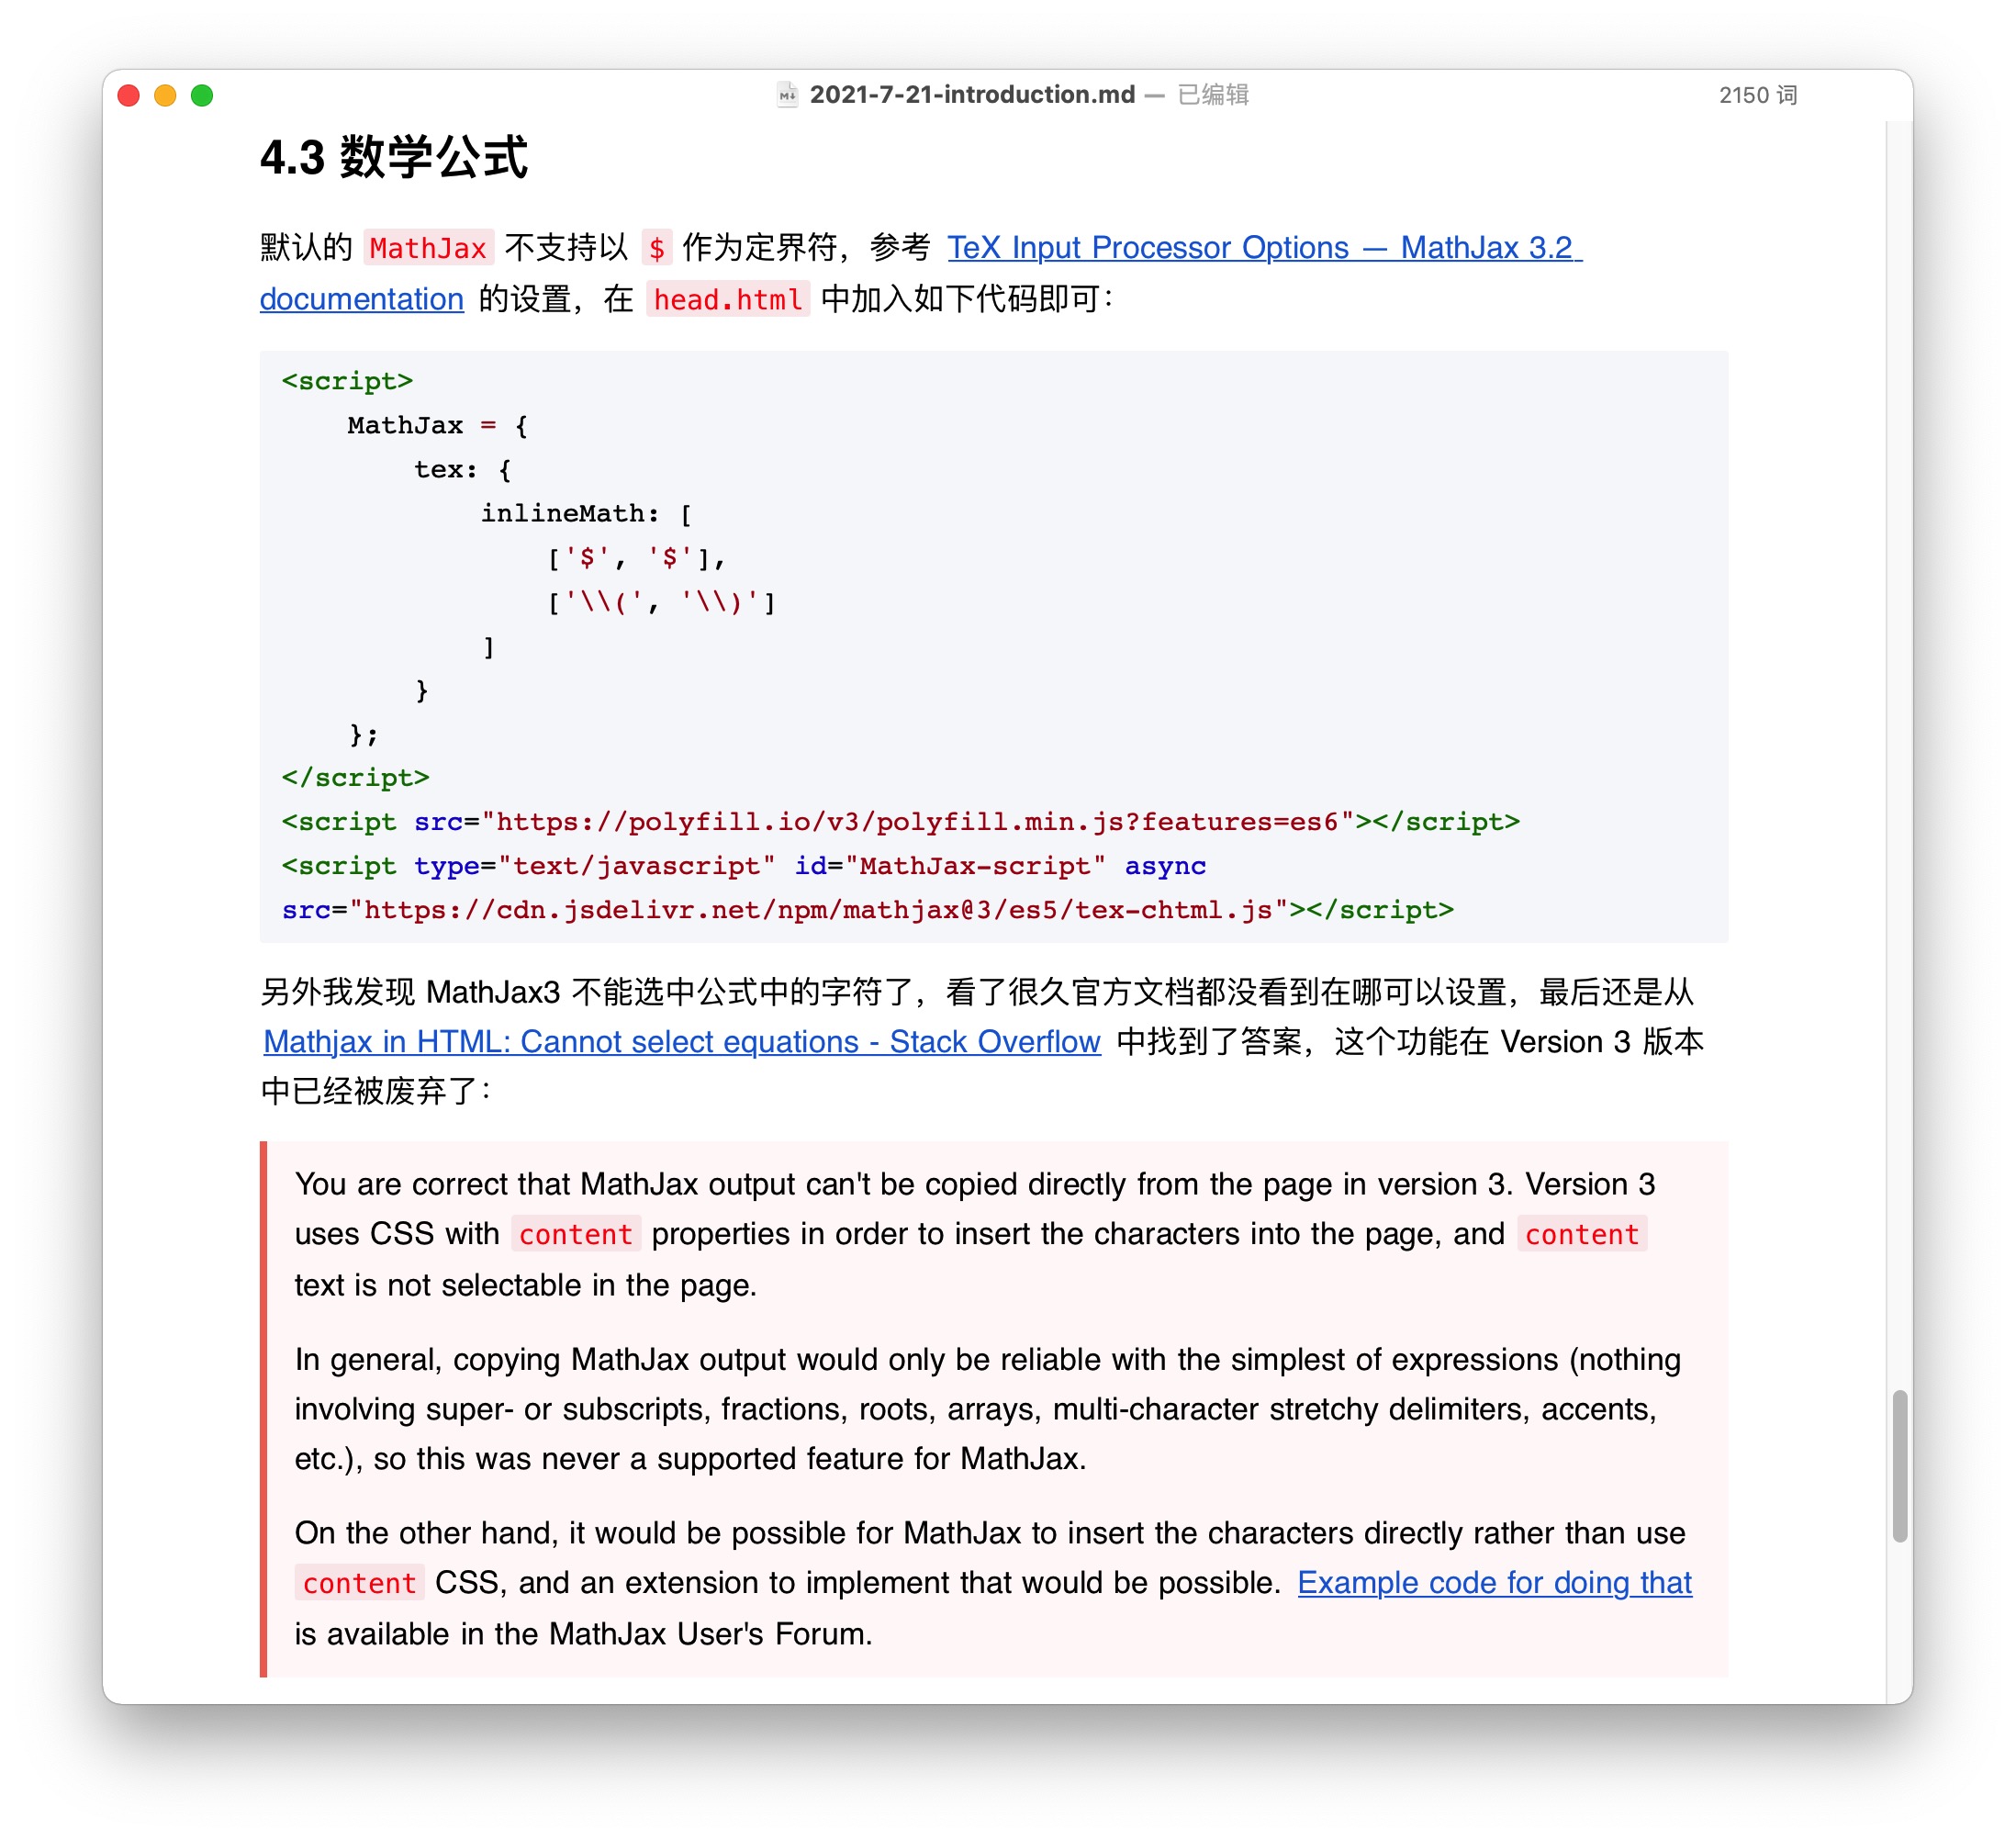 2021-7-21-introduction.md — 已编辑
2150 词
4.3 数学公式
默认的 MathJax 不支持以 $ 作为定界符，参考 TeX Input Processor Options — MathJax 3.2
documentation 的设置，在 head.html 中加入如下代码即可：
<script>
    MathJax = {
        tex: {
            inlineMath: [
                ['$', '$'],
                ['\\(', '\\)']
            ]
        }
    };
</script>
<script src="https://polyfill.io/v3/polyfill.min.js?features=es6"></script>
<script type="text/javascript" id="MathJax-script" async
src="https://cdn.jsdelivr.net/npm/mathjax@3/es5/tex-chtml.js"></script>
另外我发现 MathJax3 不能选中公式中的字符了，看了很久官方文档都没看到在哪可以设置，最后还是从
Mathjax in HTML: Cannot select equations - Stack Overflow 中找到了答案，这个功能在 Version 3 版本
中已经被废弃了：
You are correct that MathJax output can't be copied directly from the page in version 3. Version 3
uses CSS with content properties in order to insert the characters into the page, and content
text is not selectable in the page.
In general, copying MathJax output would only be reliable with the simplest of expressions (nothing
involving super- or subscripts, fractions, roots, arrays, multi-character stretchy delimiters, accents,
etc.), so this was never a supported feature for MathJax.
On the other hand, it would be possible for MathJax to insert the characters directly rather than use
content CSS, and an extension to implement that would be possible. Example code for doing that
is available in the MathJax User's Forum.